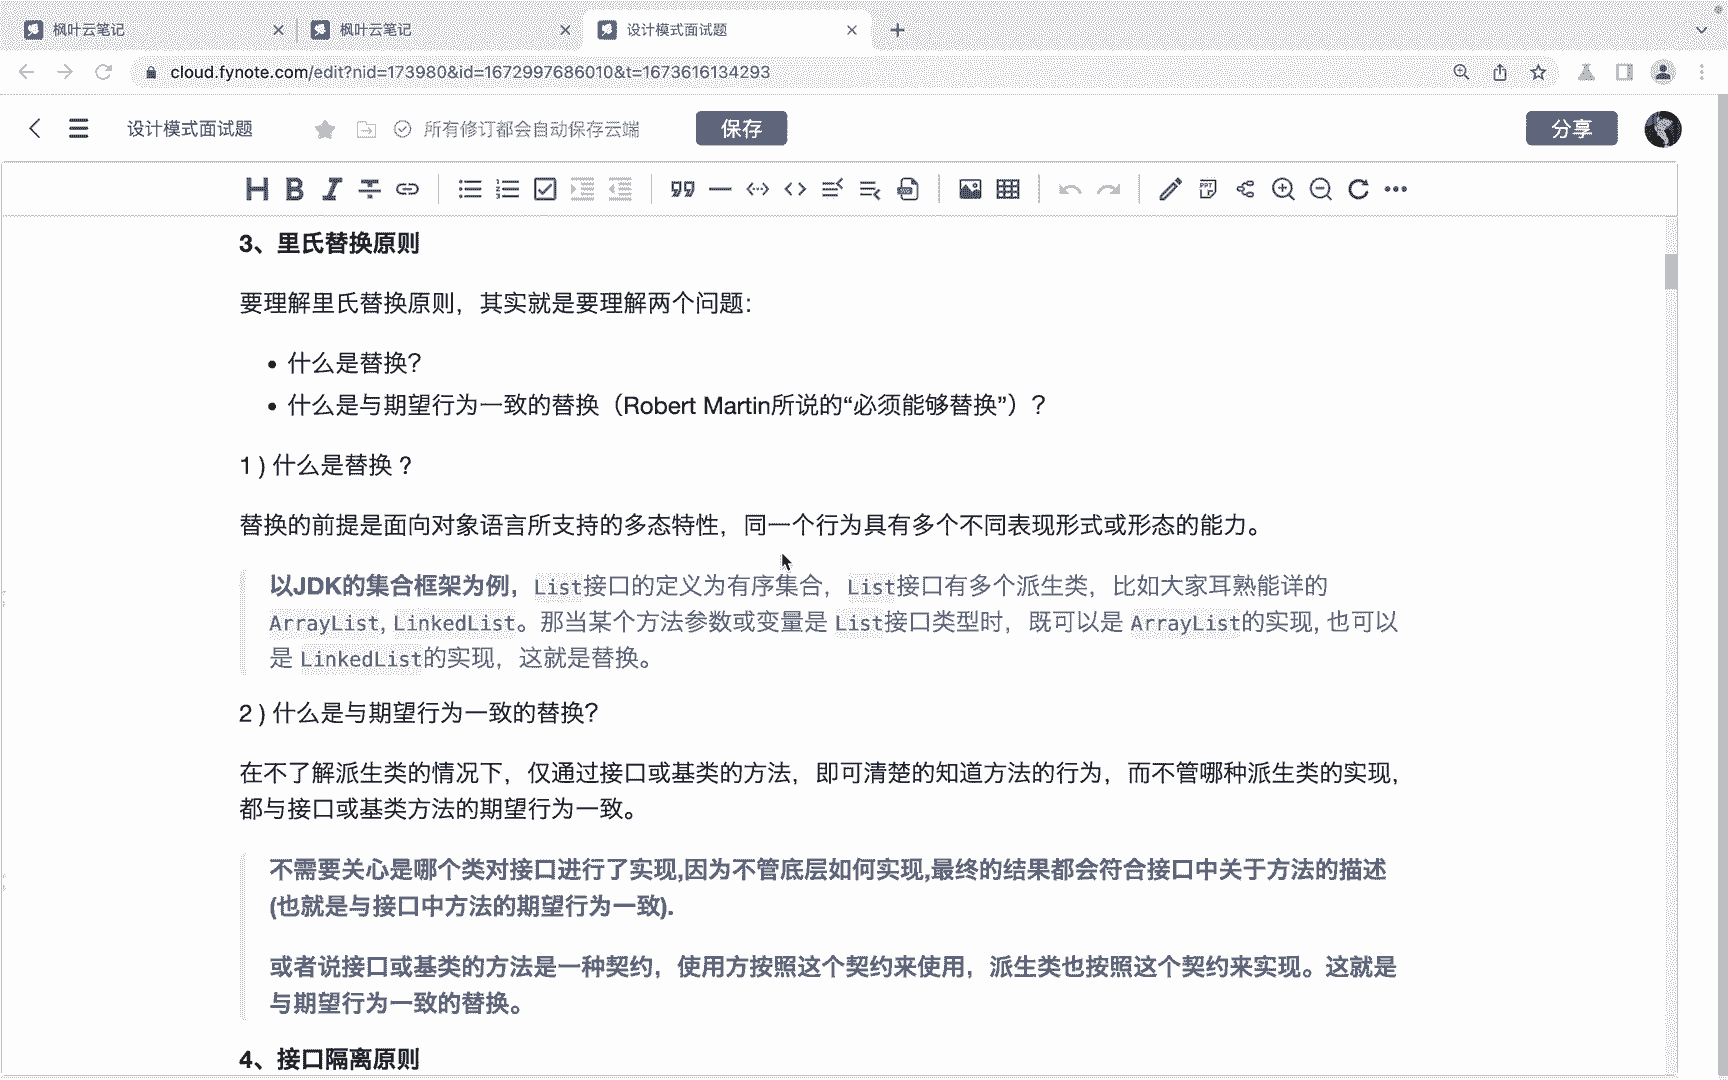 枫叶云笔记
枫叶云笔记
设计模式面试题
cloud.fynote.com/edit?nid=173980&id=1672997686010&t=1673616134293
设计模式面试题
所有修订都会自动保存云端
保存
分享
3、里氏替换原则
要理解里氏替换原则，其实就是要理解两个问题：
• 什么是替换？
• 什么是与期望行为一致的替换（Robert Martin所说的“必须能够替换”）？
1 ) 什么是替换 ?
替换的前提是面向对象语言所支持的多态特性，同一个行为具有多个不同表现形式或形态的能力。
以JDK的集合框架为例，List接口的定义为有序集合，List接口有多个派生类，比如大家耳熟能详的
ArrayList, LinkedList。那当某个方法参数或变量是 List接口类型时，既可以是 ArrayList的实现, 也可以
是 LinkedList的实现，这就是替换。
2 ) 什么是与期望行为一致的替换？
在不了解派生类的情况下，仅通过接口或基类的方法，即可清楚的知道方法的行为，而不管哪种派生类的实现，
都与接口或基类方法的期望行为一致。
不需要关心是哪个类对接口进行了实现,因为不管底层如何实现,最终的结果都会符合接口中关于方法的描述
(也就是与接口中方法的期望行为一致).
或者说接口或基类的方法是一种契约，使用方按照这个契约来使用，派生类也按照这个契约来实现。这就是
与期望行为一致的替换。
4、接口隔离原则